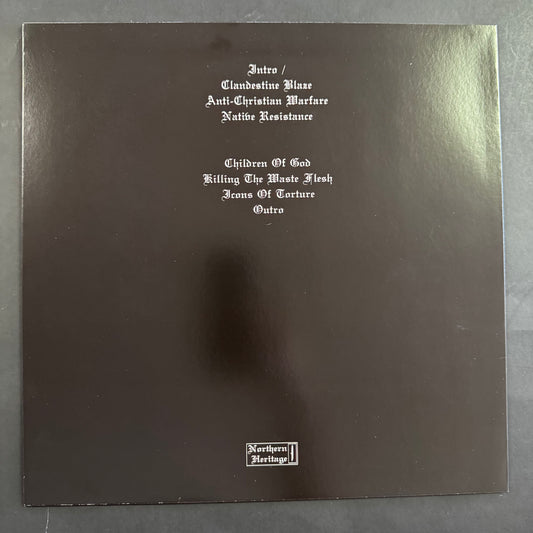 Intro /
Clandestine Blaze
Anti-Christian Warfare
Native Resistance
Children Of God
Killing The Waste Flesh
Icons Of Torture
Outro
Northern
Heritage